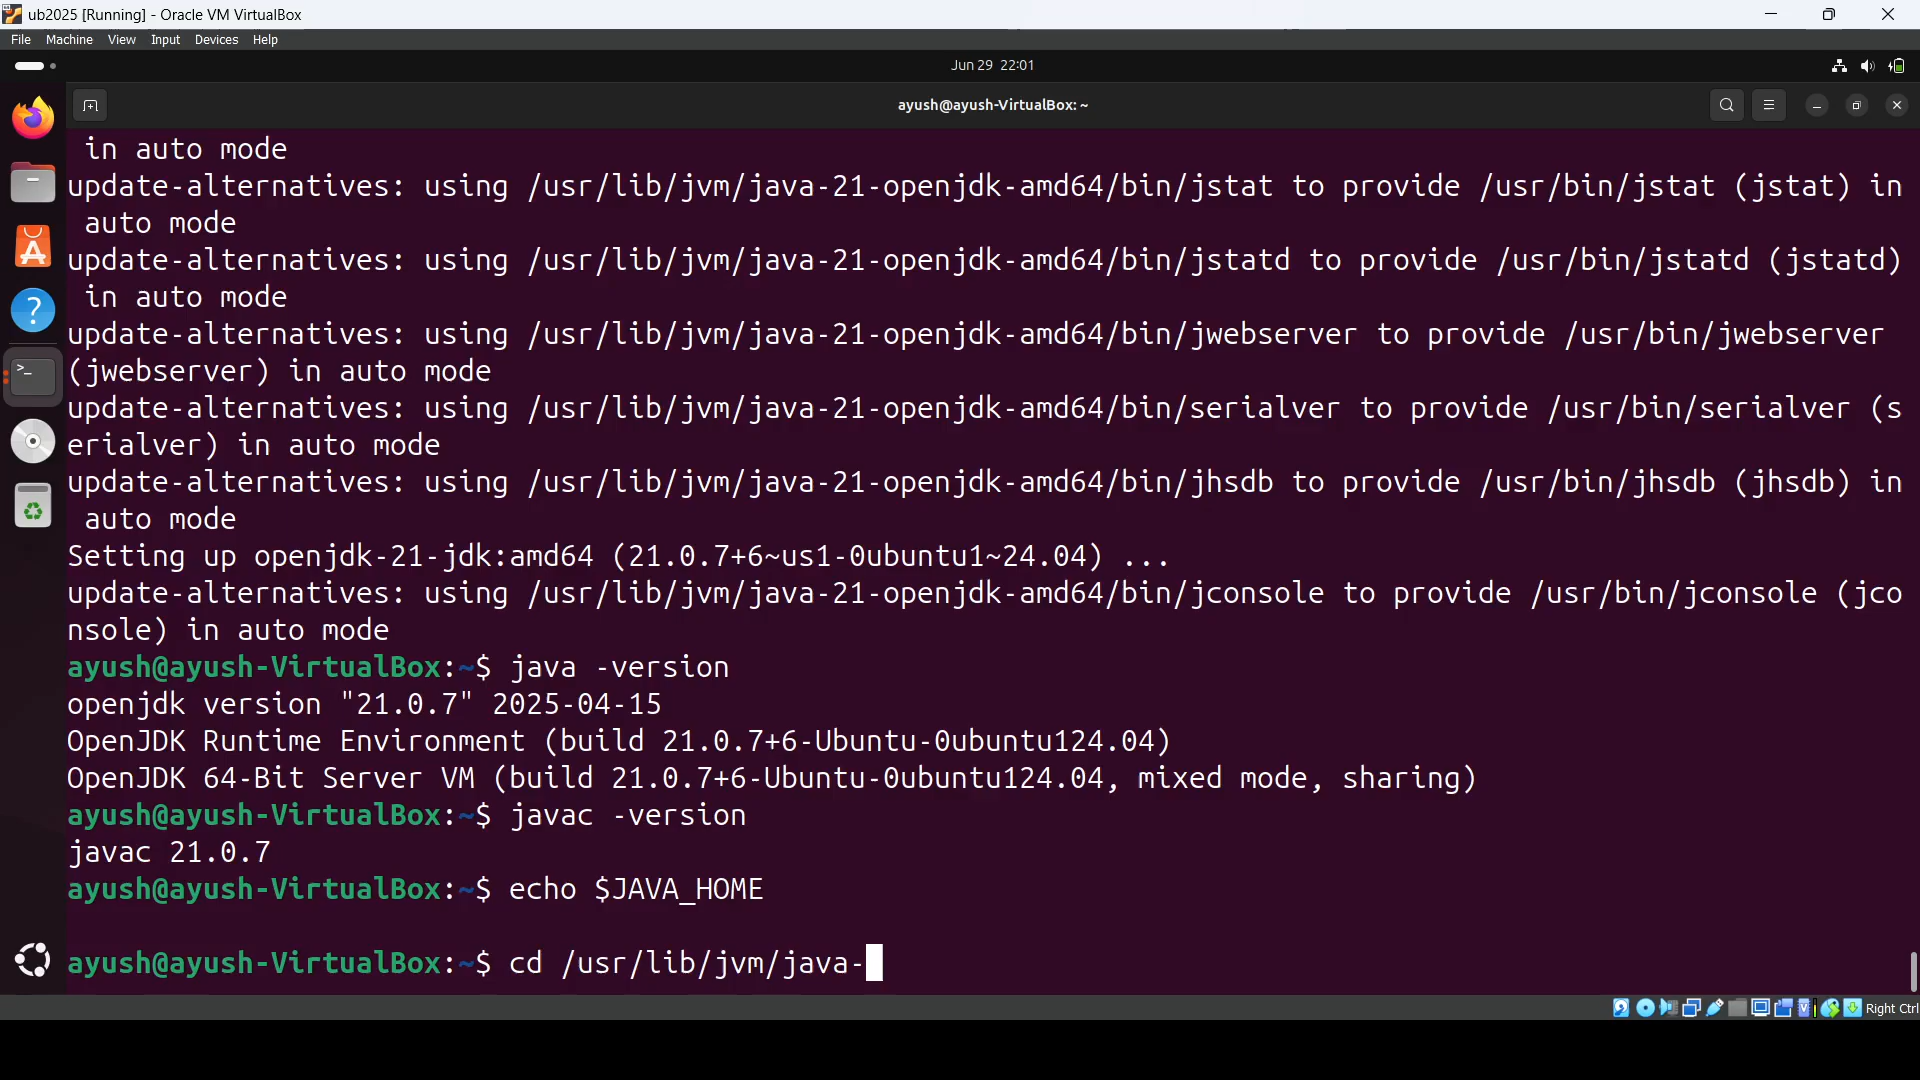 ub2025 [Running] - Oracle VM VirtualBox
File Machine View Input Devices Help
Jun 29 22:01
ayush@ayush-VirtualBox: ~
in auto mode
update-alternatives: using /usr/lib/jvm/java-21-openjdk-amd64/bin/jstat to provide /usr/bin/jstat (jstat) in
auto mode
update-alternatives: using /usr/lib/jvm/java-21-openjdk-amd64/bin/jstatd to provide /usr/bin/jstatd (jstatd)
in auto mode
update-alternatives: using /usr/lib/jvm/java-21-openjdk-amd64/bin/jwebserver to provide /usr/bin/jwebserver
(jwebserver) in auto mode
update-alternatives: using /usr/lib/jvm/java-21-openjdk-amd64/bin/serialver to provide /usr/bin/serialver (s
erialver) in auto mode
update-alternatives: using /usr/lib/jvm/java-21-openjdk-amd64/bin/jhsdb to provide /usr/bin/jhsdb (jhsdb) in
auto mode
Setting up openjdk-21-jdk:amd64 (21.0.7+6~us1-0ubuntu1~24.04) ...
update-alternatives: using /usr/lib/jvm/java-21-openjdk-amd64/bin/jconsole to provide /usr/bin/jconsole (jco
nsole) in auto mode
ayush@ayush-VirtualBox:~$ java -version
openjdk version "21.0.7" 2025-04-15
OpenJDK Runtime Environment (build 21.0.7+6-Ubuntu-0ubuntu124.04)
OpenJDK 64-Bit Server VM (build 21.0.7+6-Ubuntu-0ubuntu124.04, mixed mode, sharing)
ayush@ayush-VirtualBox:~$ javac -version
javac 21.0.7
ayush@ayush-VirtualBox:~$ echo $JAVA_HOME
ayush@ayush-VirtualBox:~$ cd /usr/lib/jvm/java-
Right Ctrl